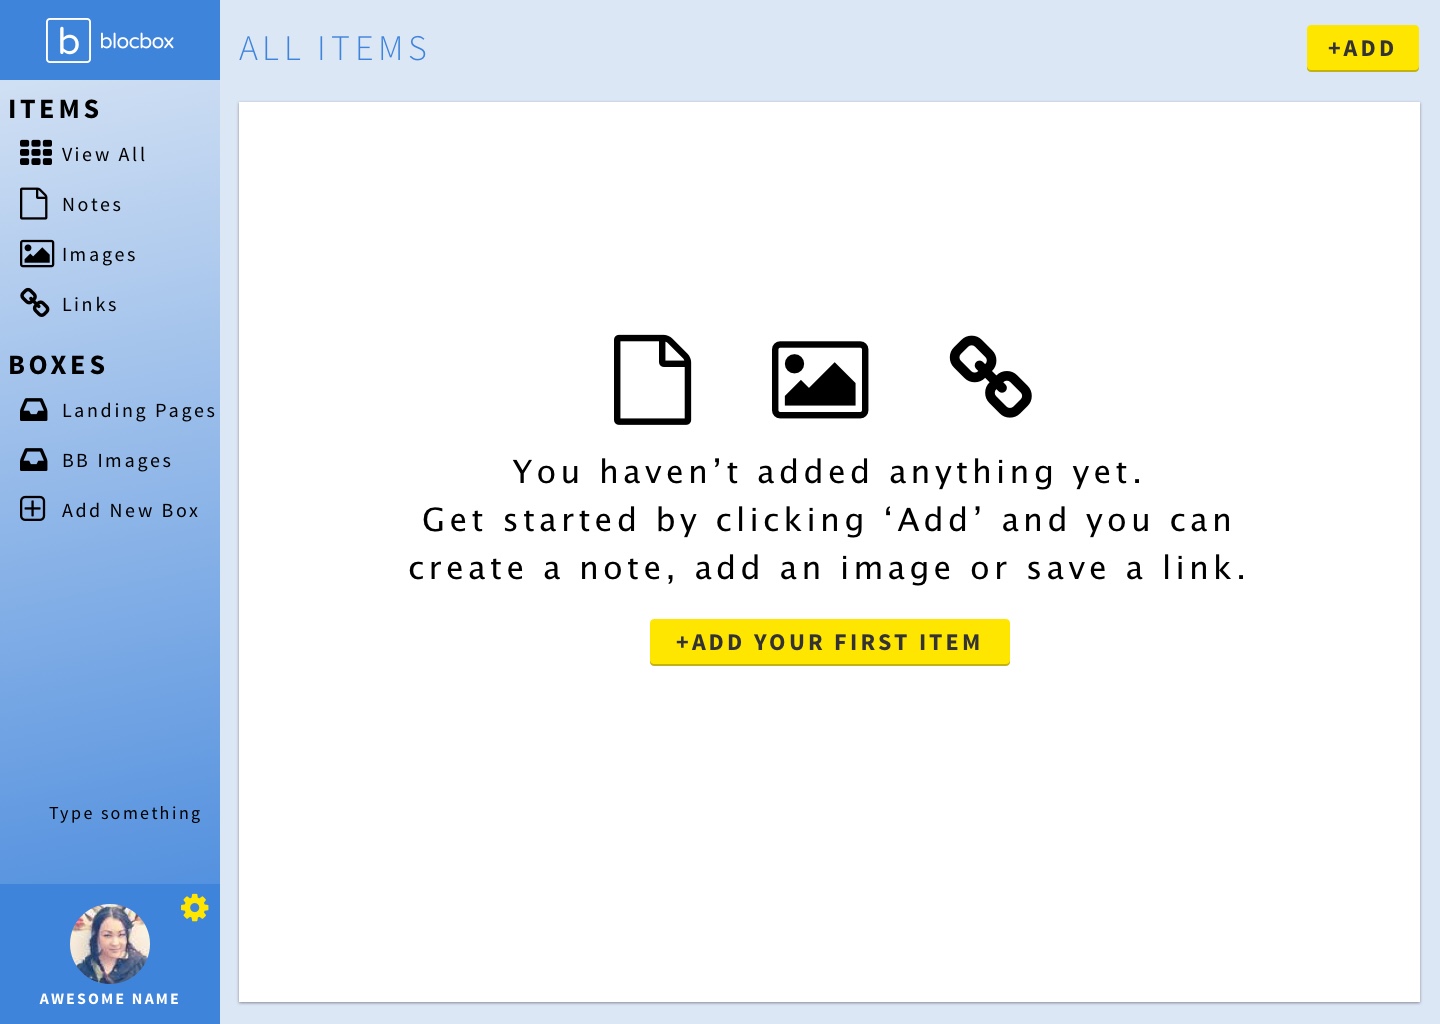 b blocbox
ALL ITEMS
+ADD
ITEMS
View All
Notes
Images
Links
BOXES
Landing Pages
BB Images
Add New Box
Type something
AWESOME NAME
You haven’t added anything yet.
Get started by clicking ‘Add’ and you can
create a note, add an image or save a link.
+ADD YOUR FIRST ITEM